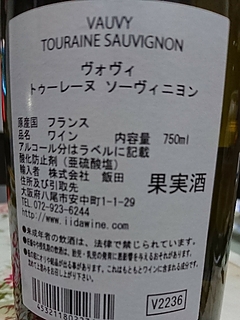 VAUVY
TOURAINE SAUVIGNON
ヴォヴィ
トゥーレーヌ ソーヴィニヨン
原産国 フランス
品名 ワイン 内容量 750ml
アルコール分はラベルに記載
酸化防止剤（亜硫酸塩）
輸入者 株式会社 飯田
住所及び引取先 果実酒
大阪府八尾市安中町1-1-29
TEL. 072-923-6244
http://www.iidawine.com/
●未成年者の飲酒は、法律で禁じられています。
V2236